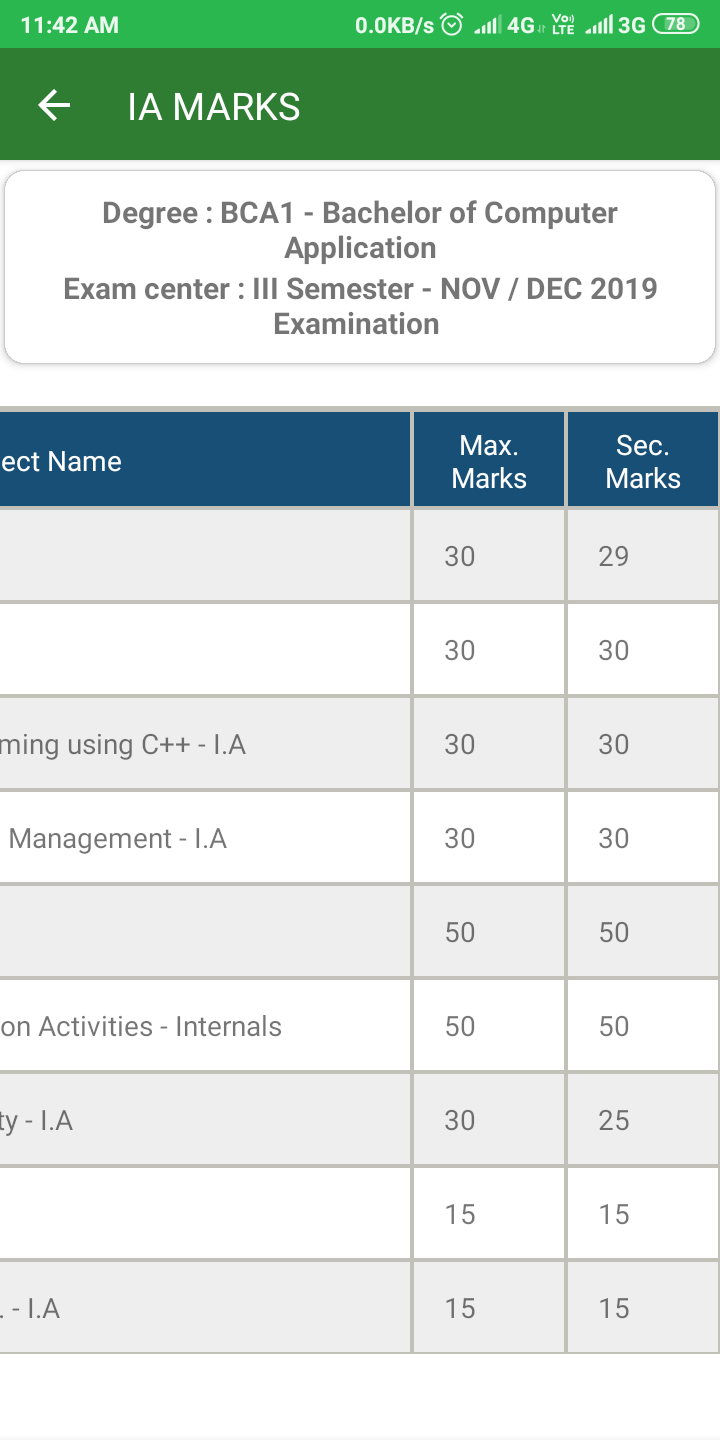 11:42 AM 0.0KB/s 4G Vo)) LTE 3G 78
IA MARKS
Degree : BCA1 - Bachelor of Computer
Application
Exam center : III Semester - NOV / DEC 2019
Examination
ect Name Max. Marks Sec. Marks
30 29
30 30
ming using C++ - I.A 30 30
Management - I.A 30 30
50 50
on Activities - Internals 50 50
ty - I.A 30 25
15 15
. - I.A 15 15